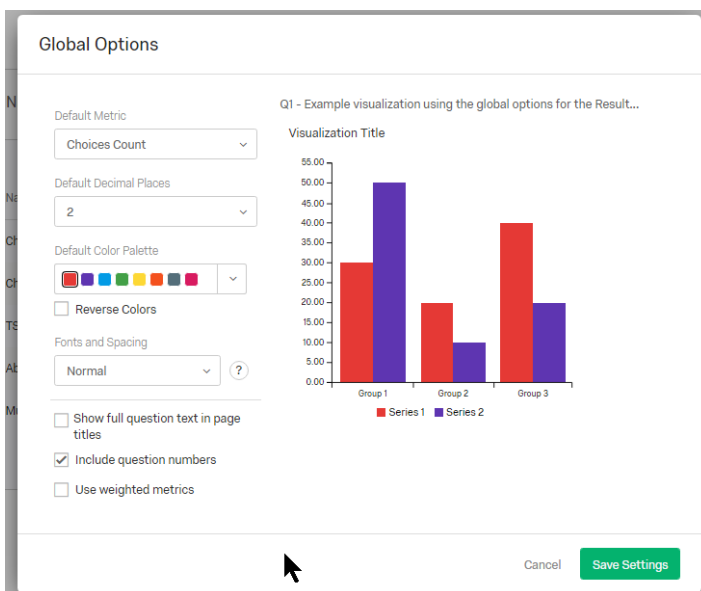 Global Options
Default Metric
Choices Count
Default Decimal Places
2
Default Color Palette
Reverse Colors
Fonts and Spacing
Normal
?
Show full question text in page
titles
Include question numbers
Use weighted metrics
Q1 - Example visualization using the global options for the Result...
Visualization Title
55.00
50.00
45.00
40.00
35.00
30.00
25.00
20.00
15.00
10.00
5.00
0.00
Group 1 Group 2 Group 3
Series 1 Series 2
Cancel Save Settings
N
Na
Ch
Ch
TS